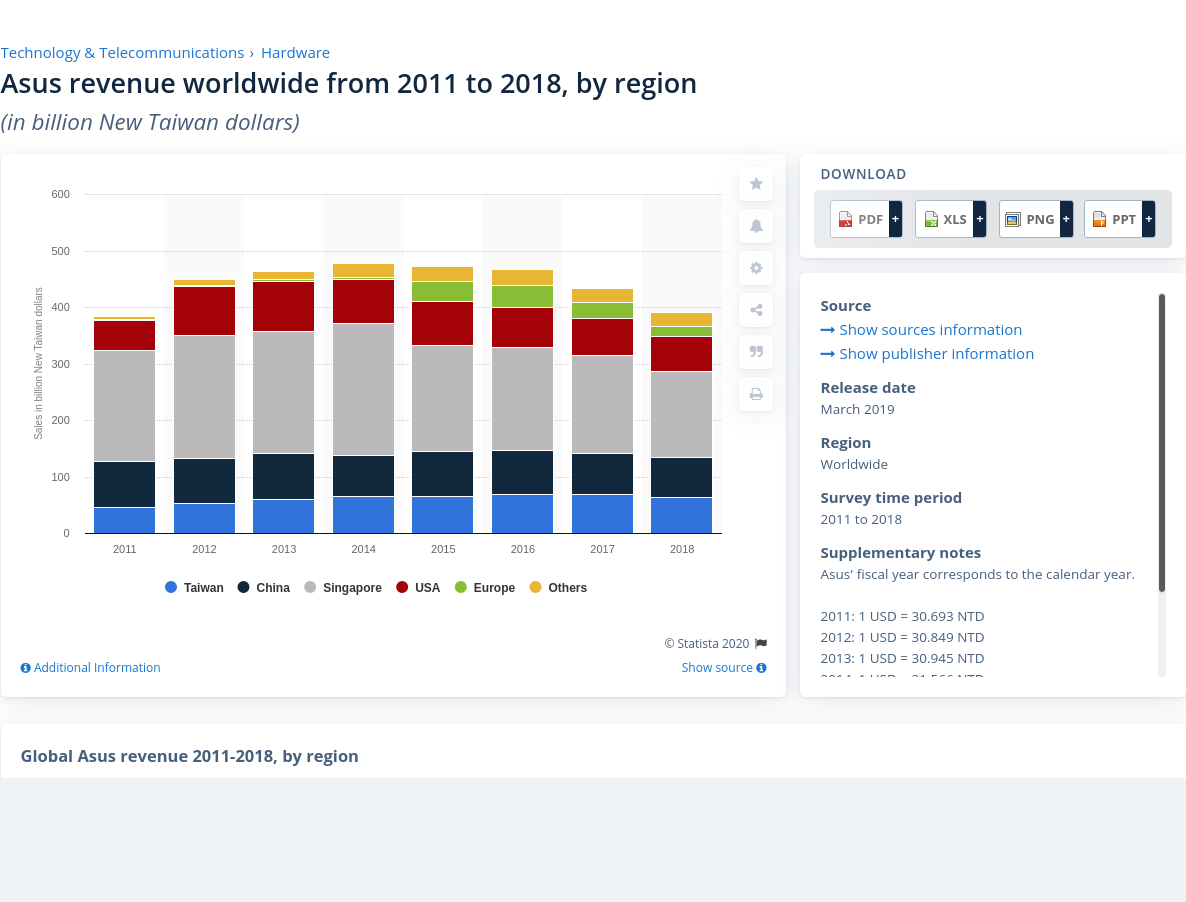 Technology & Telecommunications › Hardware
Asus revenue worldwide from 2011 to 2018, by region
(in billion New Taiwan dollars)
600
500
400
300
200
100
0
Sales in billion New Taiwan dollars
2011 2012 2013 2014 2015 2016 2017 2018
Taiwan China Singapore USA Europe Others
© Statista 2020
Additional Information
Show source
DOWNLOAD
PDF + XLS + PNG + PPT +
Source
Show sources information
Show publisher information
Release date
March 2019
Region
Worldwide
Survey time period
2011 to 2018
Supplementary notes
Asus' fiscal year corresponds to the calendar year.
2011: 1 USD = 30.693 NTD
2012: 1 USD = 30.849 NTD
2013: 1 USD = 30.945 NTD
Global Asus revenue 2011-2018, by region